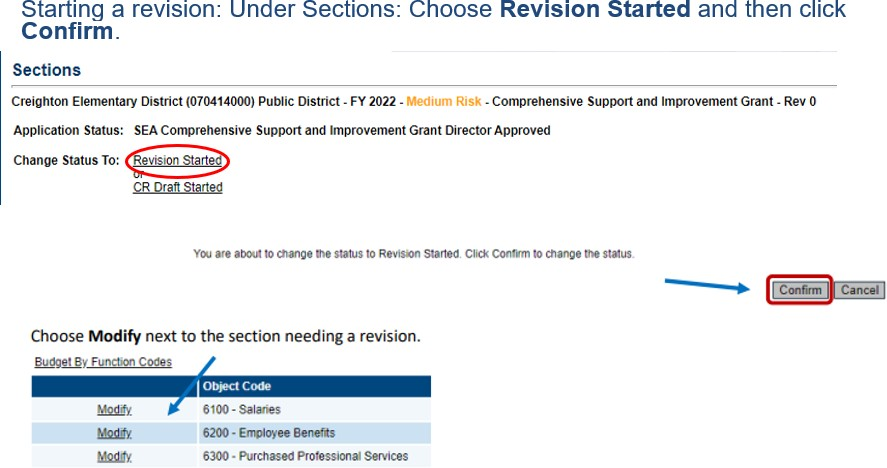 Starting a revision: Under Sections: Choose Revision Started and then click
Confirm.
Sections
Creighton Elementary District (070414000) Public District - FY 2022 - Medium Risk - Comprehensive Support and Improvement Grant - Rev 0
Application Status: SEA Comprehensive Support and Improvement Grant Director Approved
Change Status To: Revision Started
or
CR Draft Started
You are about to change the status to Revision Started. Click Confirm to change the status.
Confirm Cancel
Choose Modify next to the section needing a revision.
Budget By Function Codes
Object Code
Modify 6100 - Salaries
Modify 6200 - Employee Benefits
Modify 6300 - Purchased Professional Services